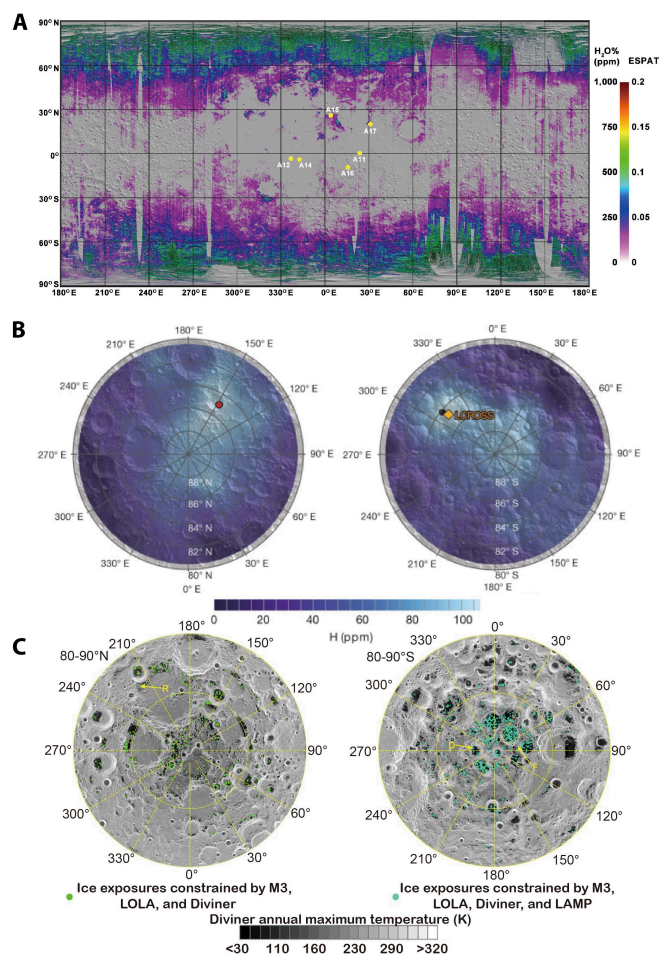 A
90° N
60° N
30° N
0°
30° S
60° S
90° S
180° E 210° E 240° E 270° E 300° E 330° E 0° E 30° E 60° E 90° E 120° E 150° E 180° E
A15
A17
A12
A14
A11
A16
H₂O%
(ppm)
ESPAT
1,000 0.2
750 0.15
500 0.1
250 0.05
0 0
B
180° E
210° E
150° E
240° E
120° E
270° E
90° E
300° E
60° E
330° E
30° E
0° E
88° N
86° N
84° N
82° N
80° N
0° E
330° E
30° E
300° E
60° E
270° E
90° E
240° E
120° E
210° E
150° E
180° E
88° S
86° S
84° S
82° S
80° S
LCROSS
0 20 40 60 80 100
H (ppm)
C
80-90°N
180°
210°
150°
240°
120°
270°
90°
300°
60°
330°
30°
0°
R
80-90°S
0°
330°
30°
300°
60°
270°
90°
240°
120°
210°
150°
180°
D
Ice exposures constrained by M3,
LOLA, and Diviner
Ice exposures constrained by M3,
LOLA, Diviner, and LAMP
Diviner annual maximum temperature (K)
<30 110 160 230 290 >320